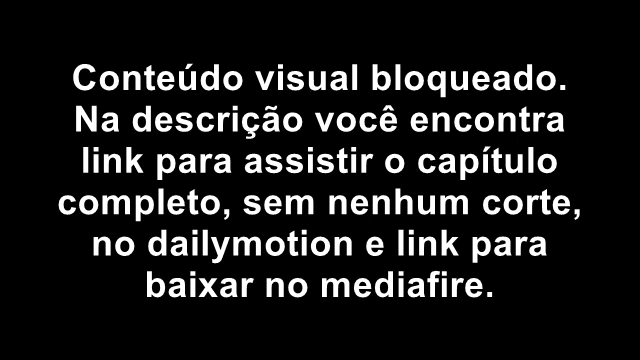 Conteúdo visual bloqueado.
Na descrição você encontra
link para assistir o capítulo
completo, sem nenhum corte,
no dailymotion e link para
baixar no mediafire.